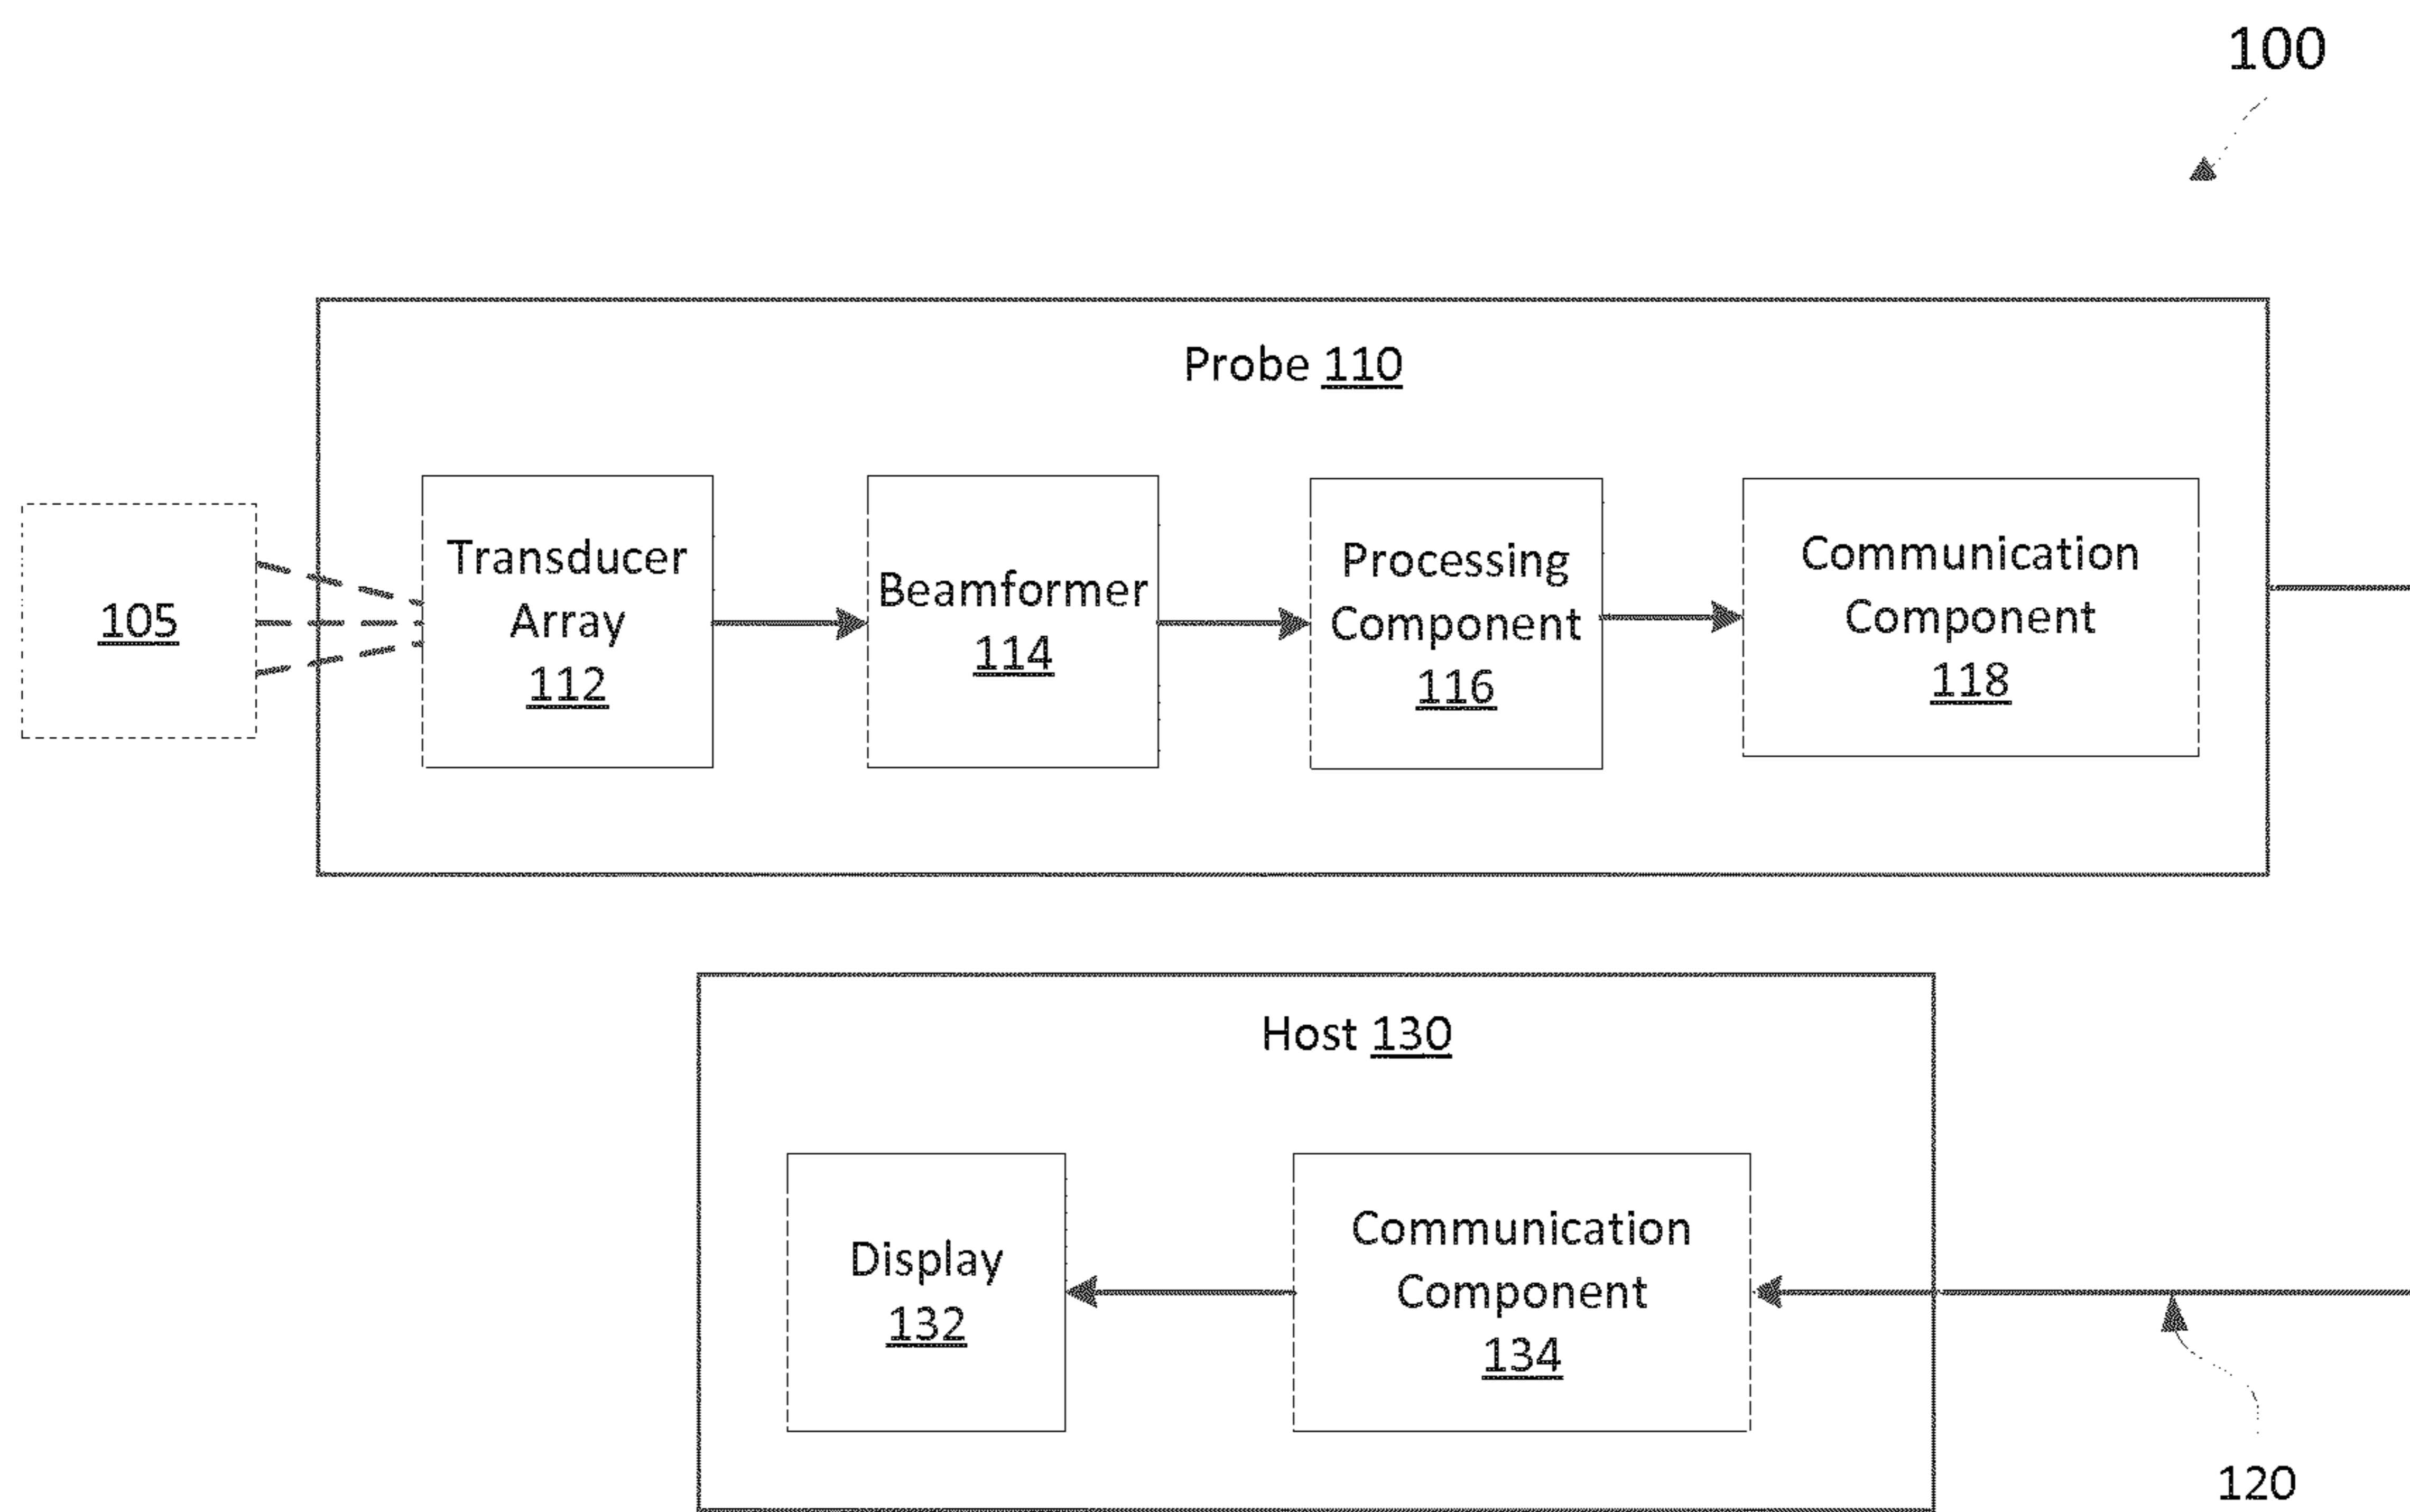 100
Probe 110
105
Transducer
Array
112
Beamformer
114
Processing
Component
116
Communication
Component
118
Host 130
Display
132
Communication
Component
134
120